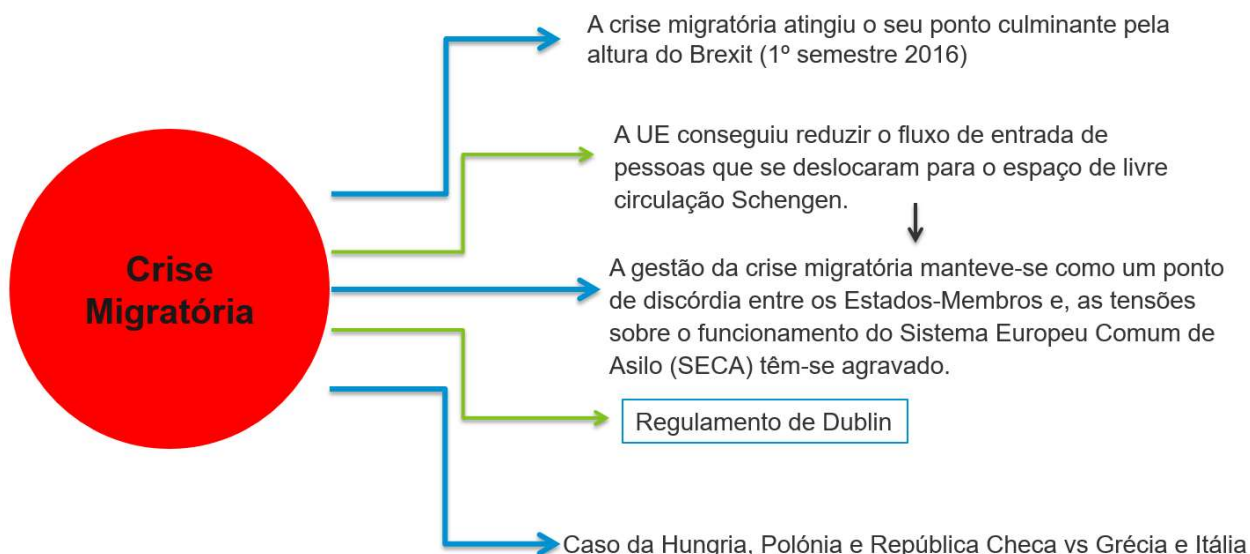 A crise migratória atingiu o seu ponto culminante pela
altura do Brexit (1º semestre 2016)
A UE conseguiu reduzir o fluxo de entrada de
pessoas que se deslocaram para o espaço de livre
circulação Schengen.
Crise
Migratória
A gestão da crise migratória manteve-se como um ponto
de discórdia entre os Estados-Membros e, as tensões
sobre o funcionamento do Sistema Europeu Comum de
Asilo (SECA) têm-se agravado.
Regulamento de Dublin
Caso da Hungria, Polónia e República Checa vs Grécia e Itália